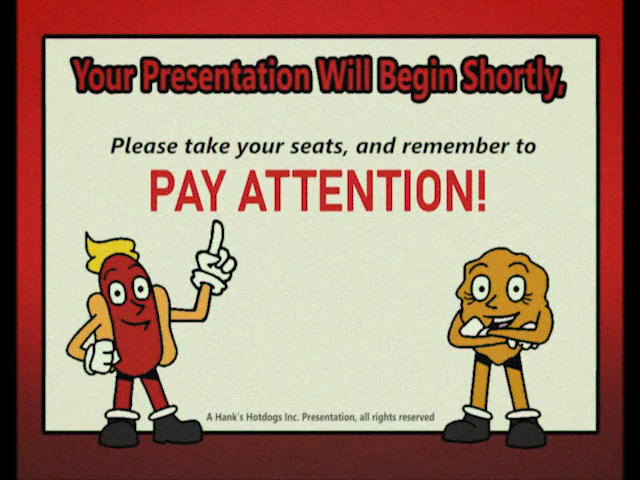 Your Presentation Will Begin Shortly,
Please take your seats, and remember to
PAY ATTENTION!
A Hank's Hotdogs Inc. Presentation, all rights reserved